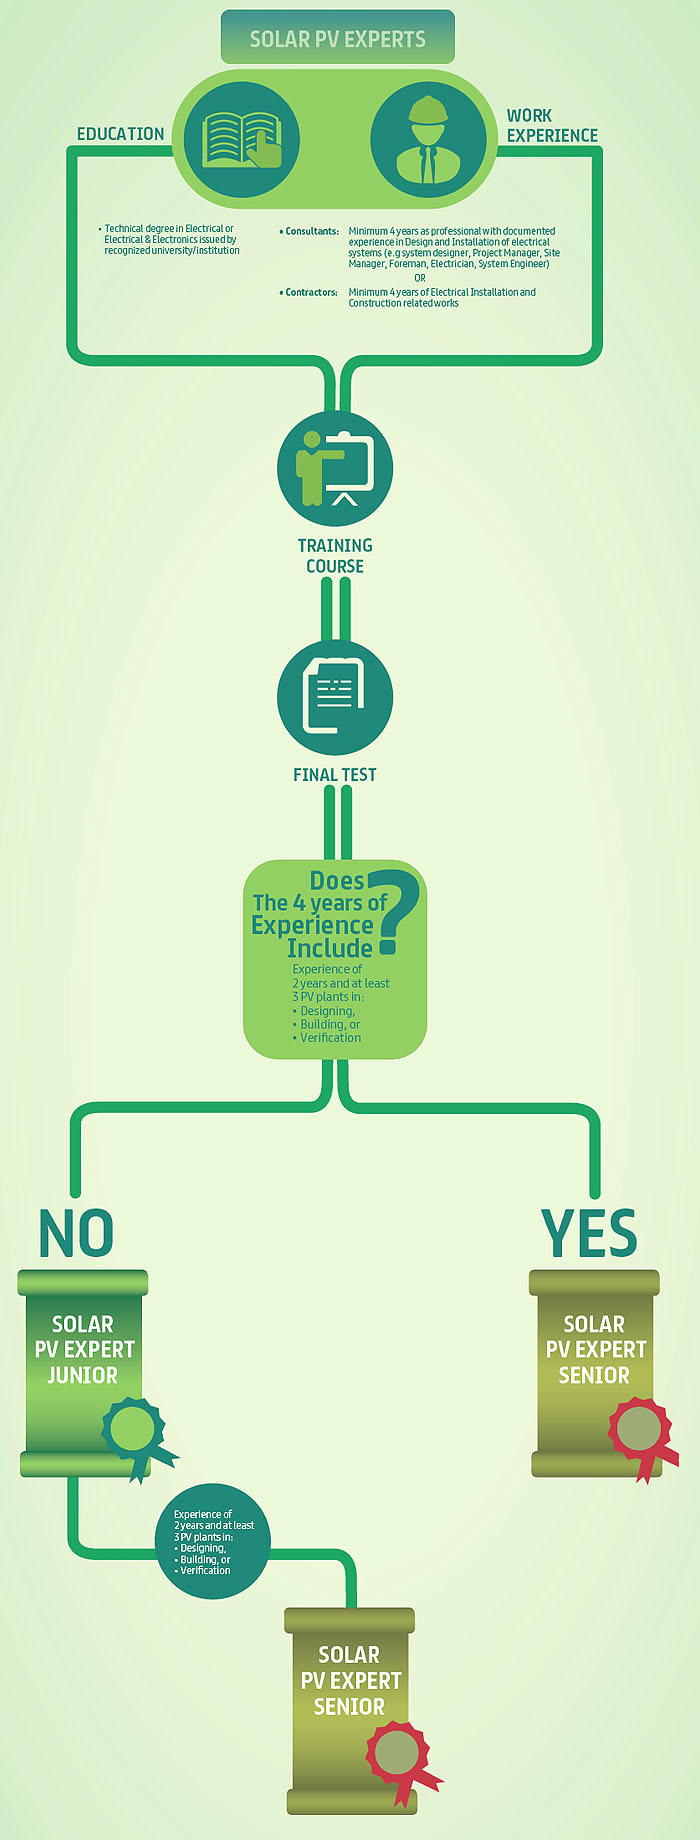 SOLAR PV EXPERTS
EDUCATION
WORK
EXPERIENCE
• Technical degree in Electrical or
Electrical & Electronics issued by
recognized university/institution
• Consultants: Minimum 4 years as professional with documented
experience in Design and Installation of electrical
systems (e.g system designer, Project Manager, Site
Manager, Foreman, Electrician, System Engineer)
OR
• Contractors: Minimum 4 years of Electrical Installation and
Construction related works
TRAINING
COURSE
FINAL TEST
Does
The 4 years of
Experience
Include ?
Experience of
2 years and at least
3 PV plants in:
• Designing,
• Building, or
• Verification
NO
YES
SOLAR
PV EXPERT
JUNIOR
SOLAR
PV EXPERT
SENIOR
Experience of
2 years and at least
3 PV plants in:
• Designing,
• Building, or
• Verification
SOLAR
PV EXPERT
SENIOR